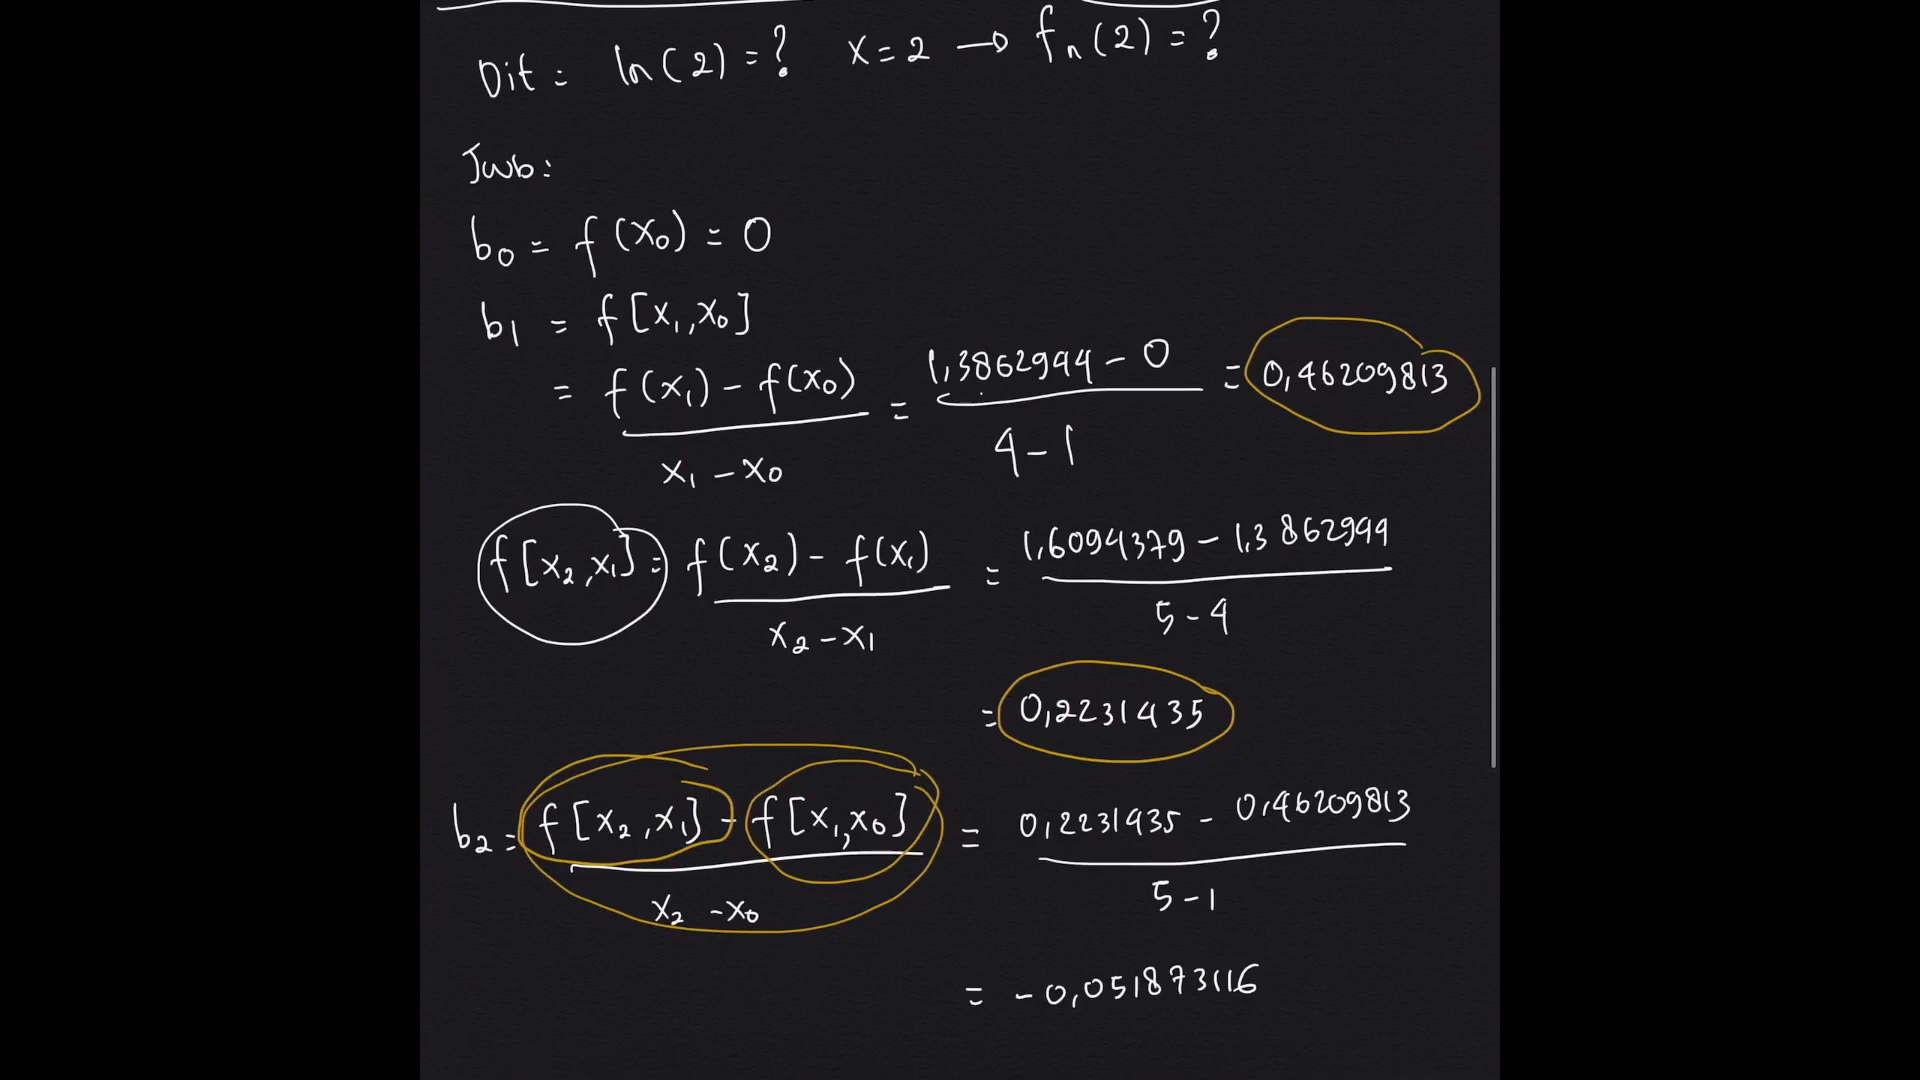 Dit = ln(2) = ? x = 2 → fn(2) = ?
Jwb:
b0 = f(x0) = 0
b1 = f[x1,x0]
= f(x1) - f(x0) / x1 - x0 = 1,3862944 - 0 / 4 - 1 = 0,46209813
f[x2,x1] = f(x2) - f(x1) / x2 - x1 = 1,6094379 - 1,3862944 / 5 - 4
= 0,2231435
b2 = f[x2,x1] - f[x1,x0] / x2 - x0 = 0,2231435 - 0,46209813 / 5 - 1
= -0,051873116